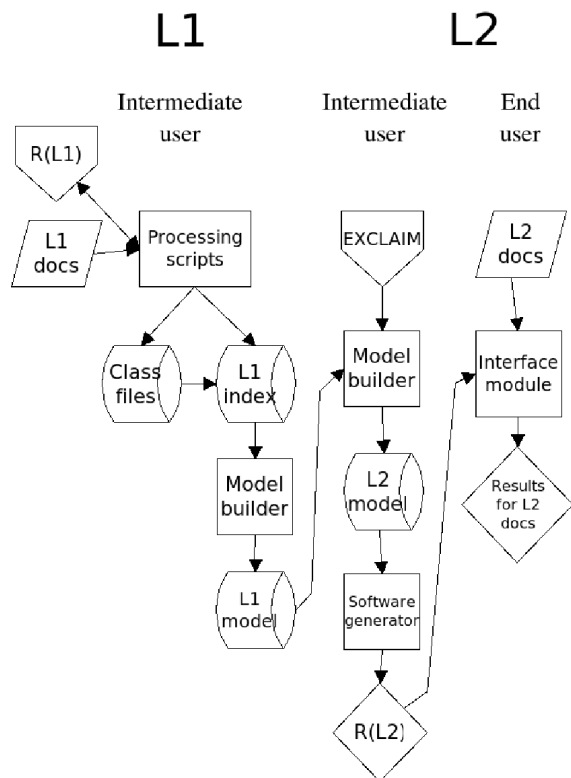 L1
L2
Intermediate
user
Intermediate
user
End
user
R(L1)
L1
docs
Processing
scripts
EXCLAIM
L2
docs
Class
files
L1
index
Model
builder
Interface
module
Model
builder
L2
model
Results
for L2
docs
L1
model
Software
generator
R(L2)